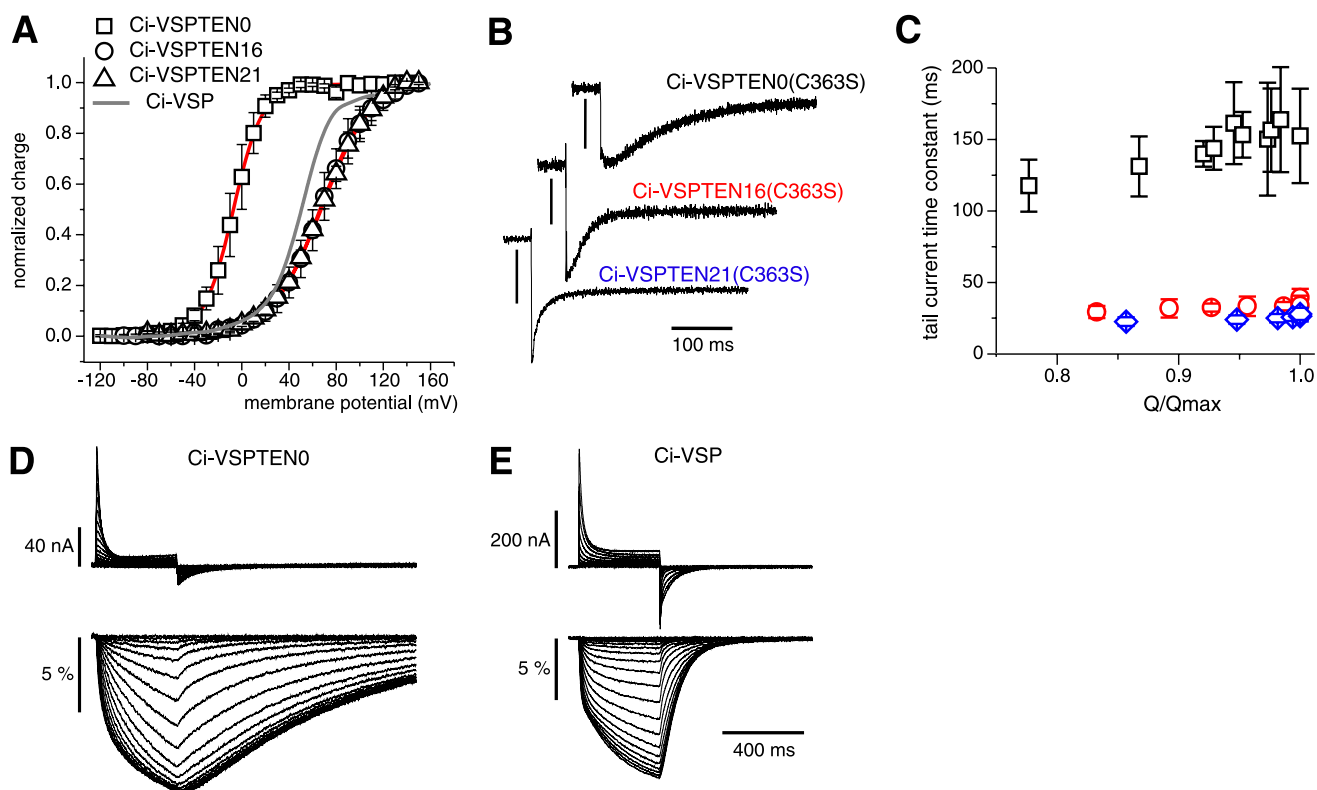 A
Ci-VSPTEN0
Ci-VSPTEN16
Ci-VSPTEN21
Ci-VSP
nomralized charge
1.0
0.8
0.6
0.4
0.2
0.0
-120
-80
-40
0
40
80
120
160
membrane potential (mV)
B
Ci-VSPTEN0(C363S)
Ci-VSPTEN16(C363S)
Ci-VSPTEN21(C363S)
100 ms
C
tail current time constant (ms)
200
150
100
50
0
0.8
0.9
1.0
Q/Qmax
D
Ci-VSPTEN0
40 nA
5 %
E
Ci-VSP
200 nA
5 %
400 ms